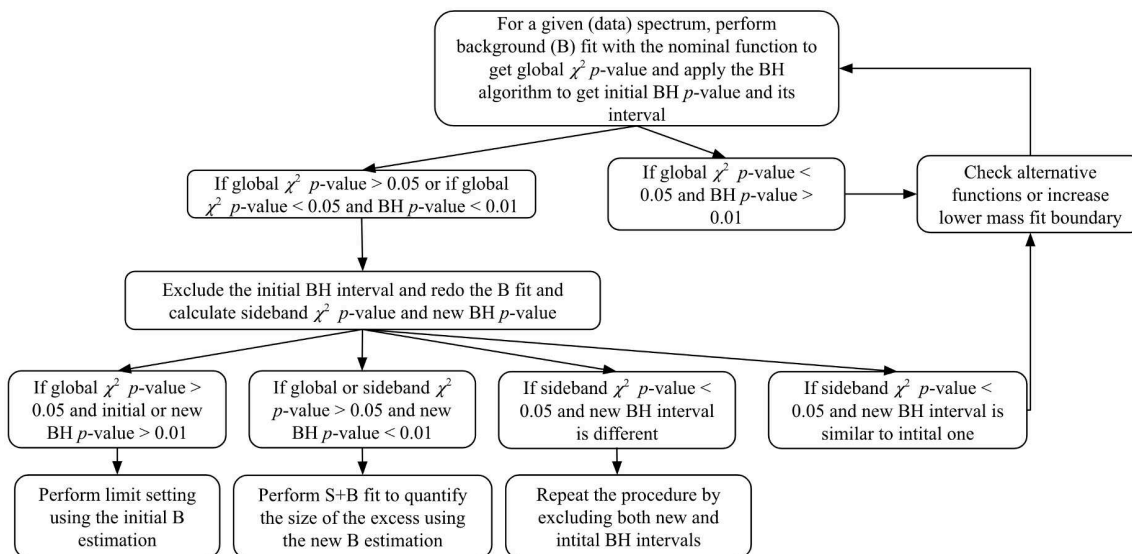 For a given (data) spectrum, perform
background (B) fit with the nominal function to
get global χ² p-value and apply the BH
algorithm to get initial BH p-value and its
interval
If global χ² p-value > 0.05 or if global
χ² p-value < 0.05 and BH p-value < 0.01
If global χ² p-value <
0.05 and BH p-value >
0.01
Check alternative
functions or increase
lower mass fit boundary
Exclude the initial BH interval and redo the B fit and
calculate sideband χ² p-value and new BH p-value
If global χ² p-value >
0.05 and initial or new
BH p-value > 0.01
If global or sideband χ²
p-value > 0.05 and new
BH p-value < 0.01
If sideband χ² p-value <
0.05 and new BH interval
is different
If sideband χ² p-value <
0.05 and new BH interval is
similar to intital one
Perform limit setting
using the initial B
estimation
Perform S+B fit to quantify
the size of the excess using
the new B estimation
Repeat the procedure by
excluding both new and
intital BH intervals